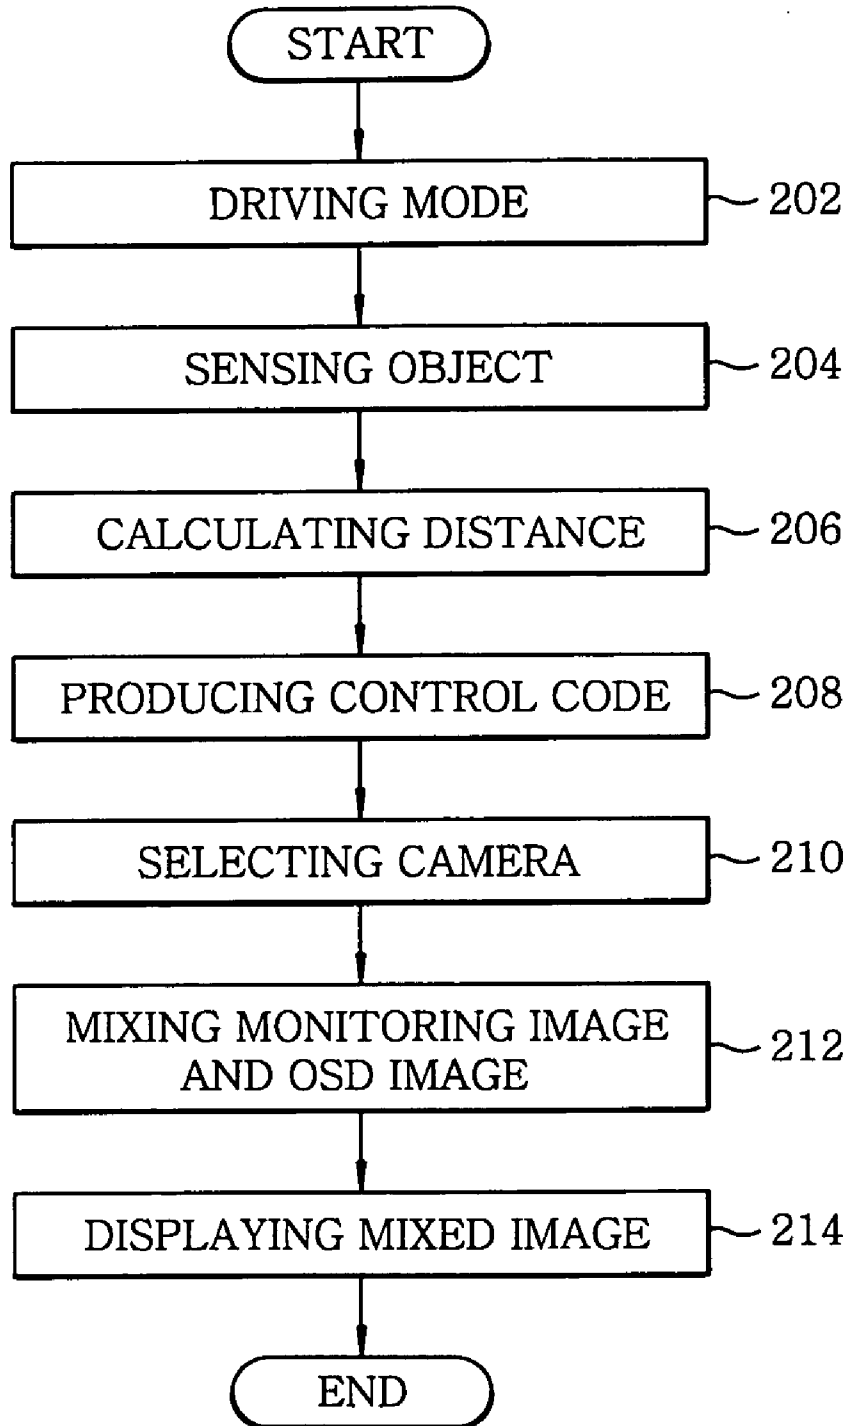 START
DRIVING MODE
202
SENSING OBJECT
204
CALCULATING DISTANCE
206
PRODUCING CONTROL CODE
208
SELECTING CAMERA
210
MIXING MONITORING IMAGE
AND OSD IMAGE
212
DISPLAYING MIXED IMAGE
214
END